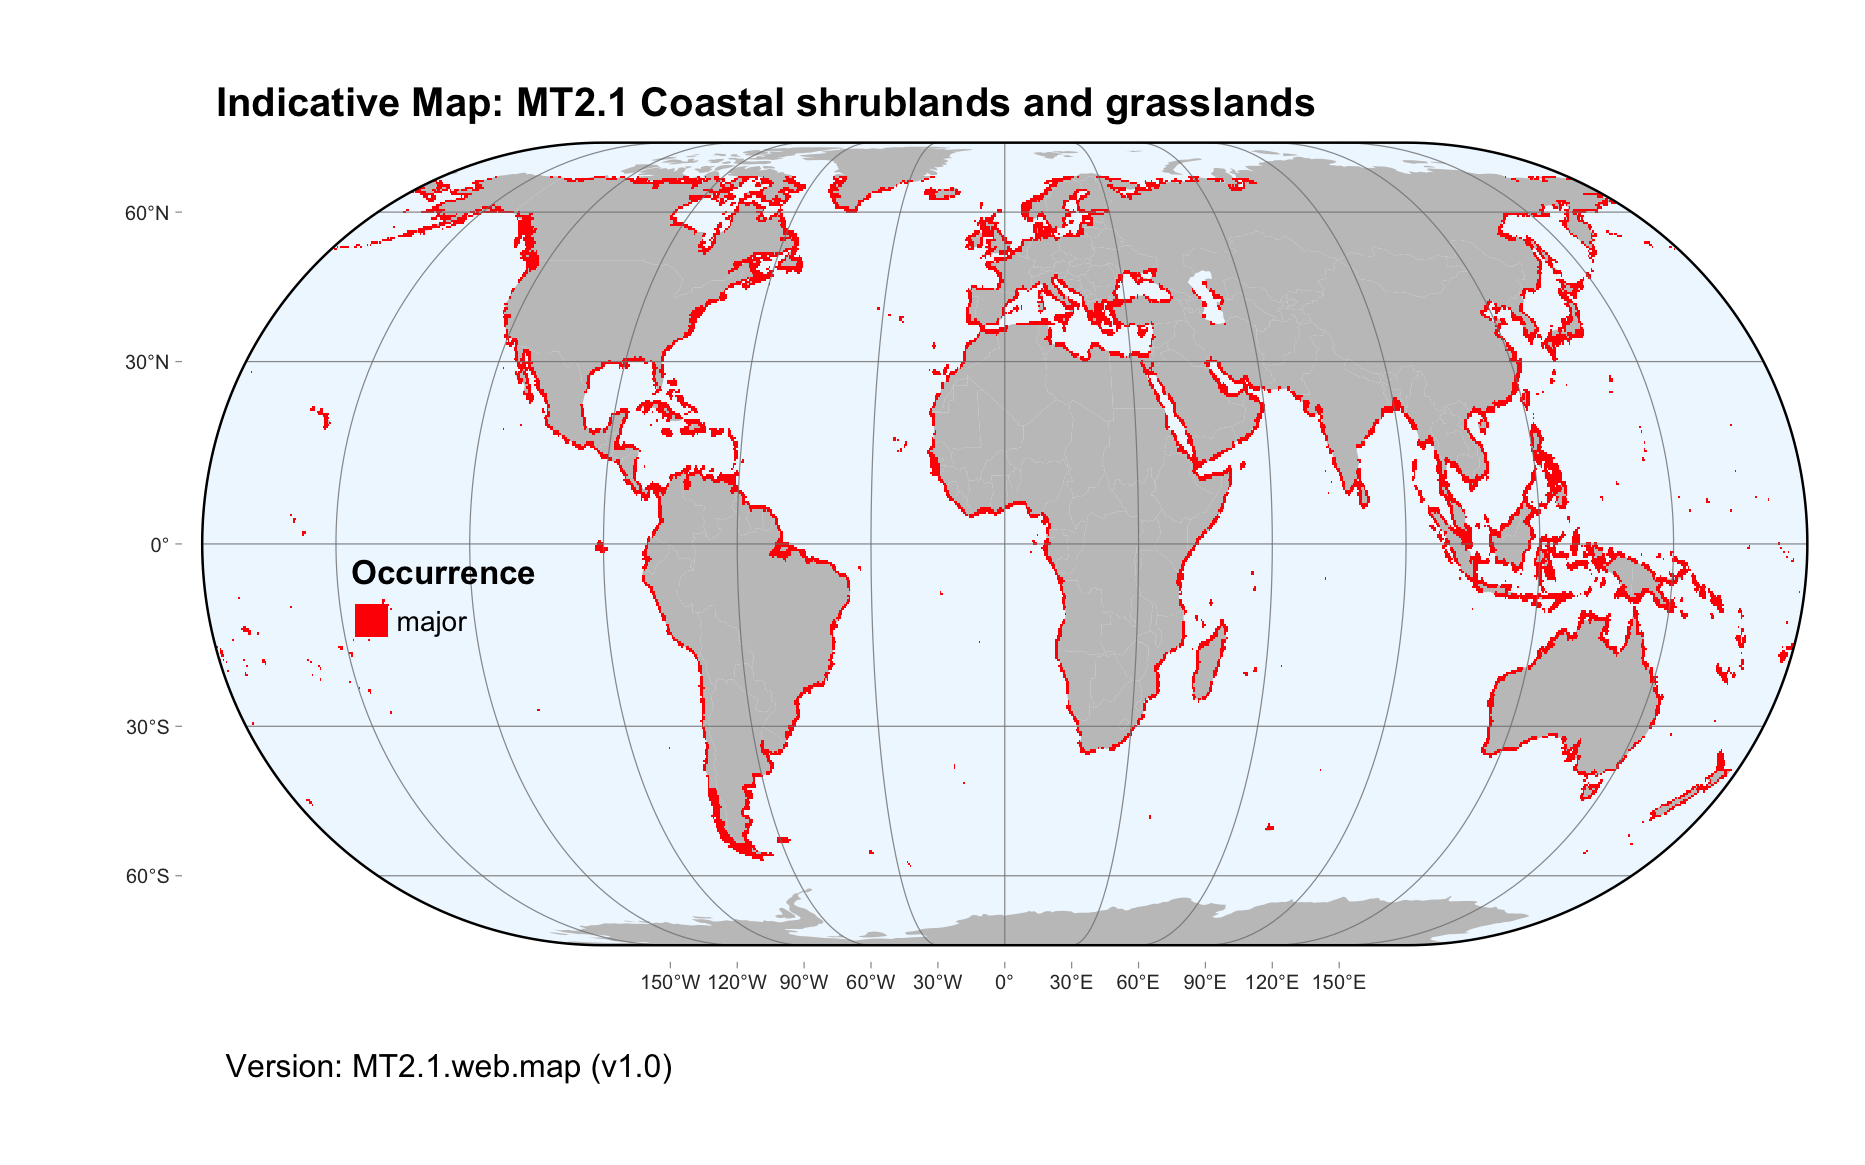 Indicative Map: MT2.1 Coastal shrublands and grasslands
60°N
30°N
0°
30°S
60°S
Occurrence
major
150°W 120°W 90°W 60°W 30°W 0° 30°E 60°E 90°E 120°E 150°E
Version: MT2.1.web.map (v1.0)